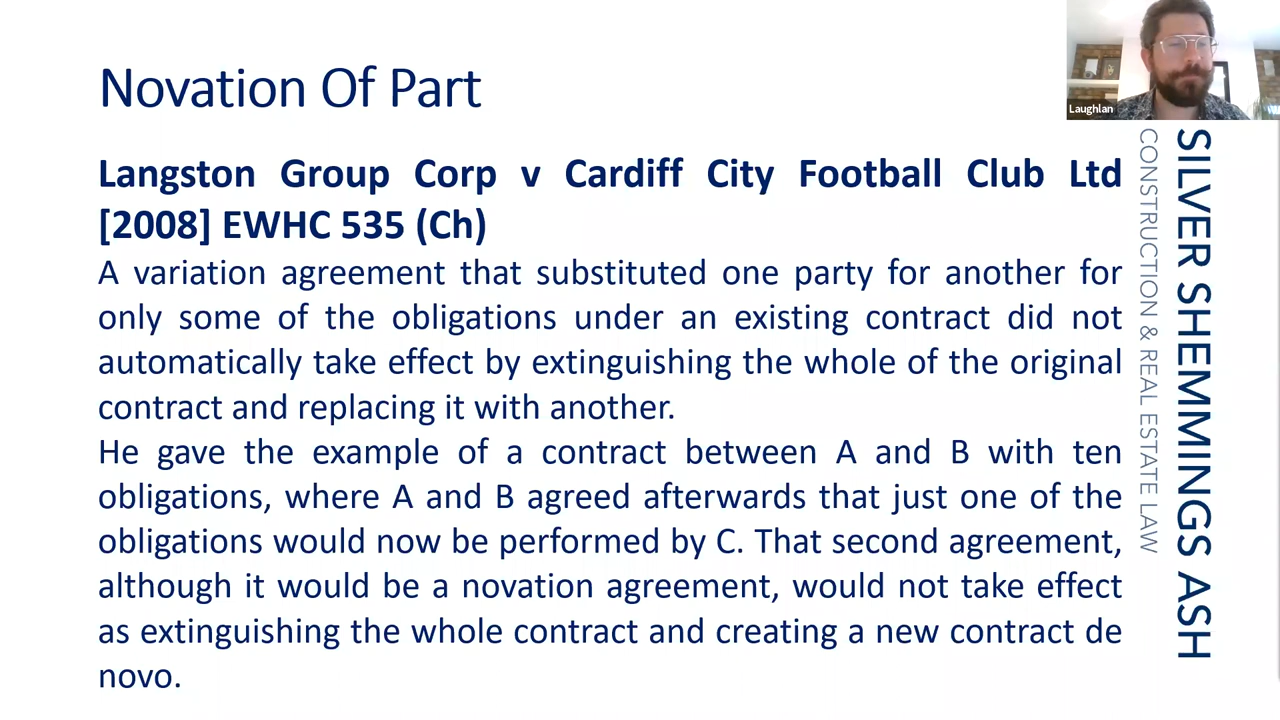 Novation Of Part
Langston Group Corp v Cardiff City Football Club Ltd
[2008] EWHC 535 (Ch)
A variation agreement that substituted one party for another for
only some of the obligations under an existing contract did not
automatically take effect by extinguishing the whole of the original
contract and replacing it with another.
He gave the example of a contract between A and B with ten
obligations, where A and B agreed afterwards that just one of the
obligations would now be performed by C. That second agreement,
although it would be a novation agreement, would not take effect
as extinguishing the whole contract and creating a new contract de
novo.
Laughlan
SILVER SHEMMINGS ASH
CONSTRUCTION & REAL ESTATE LAW